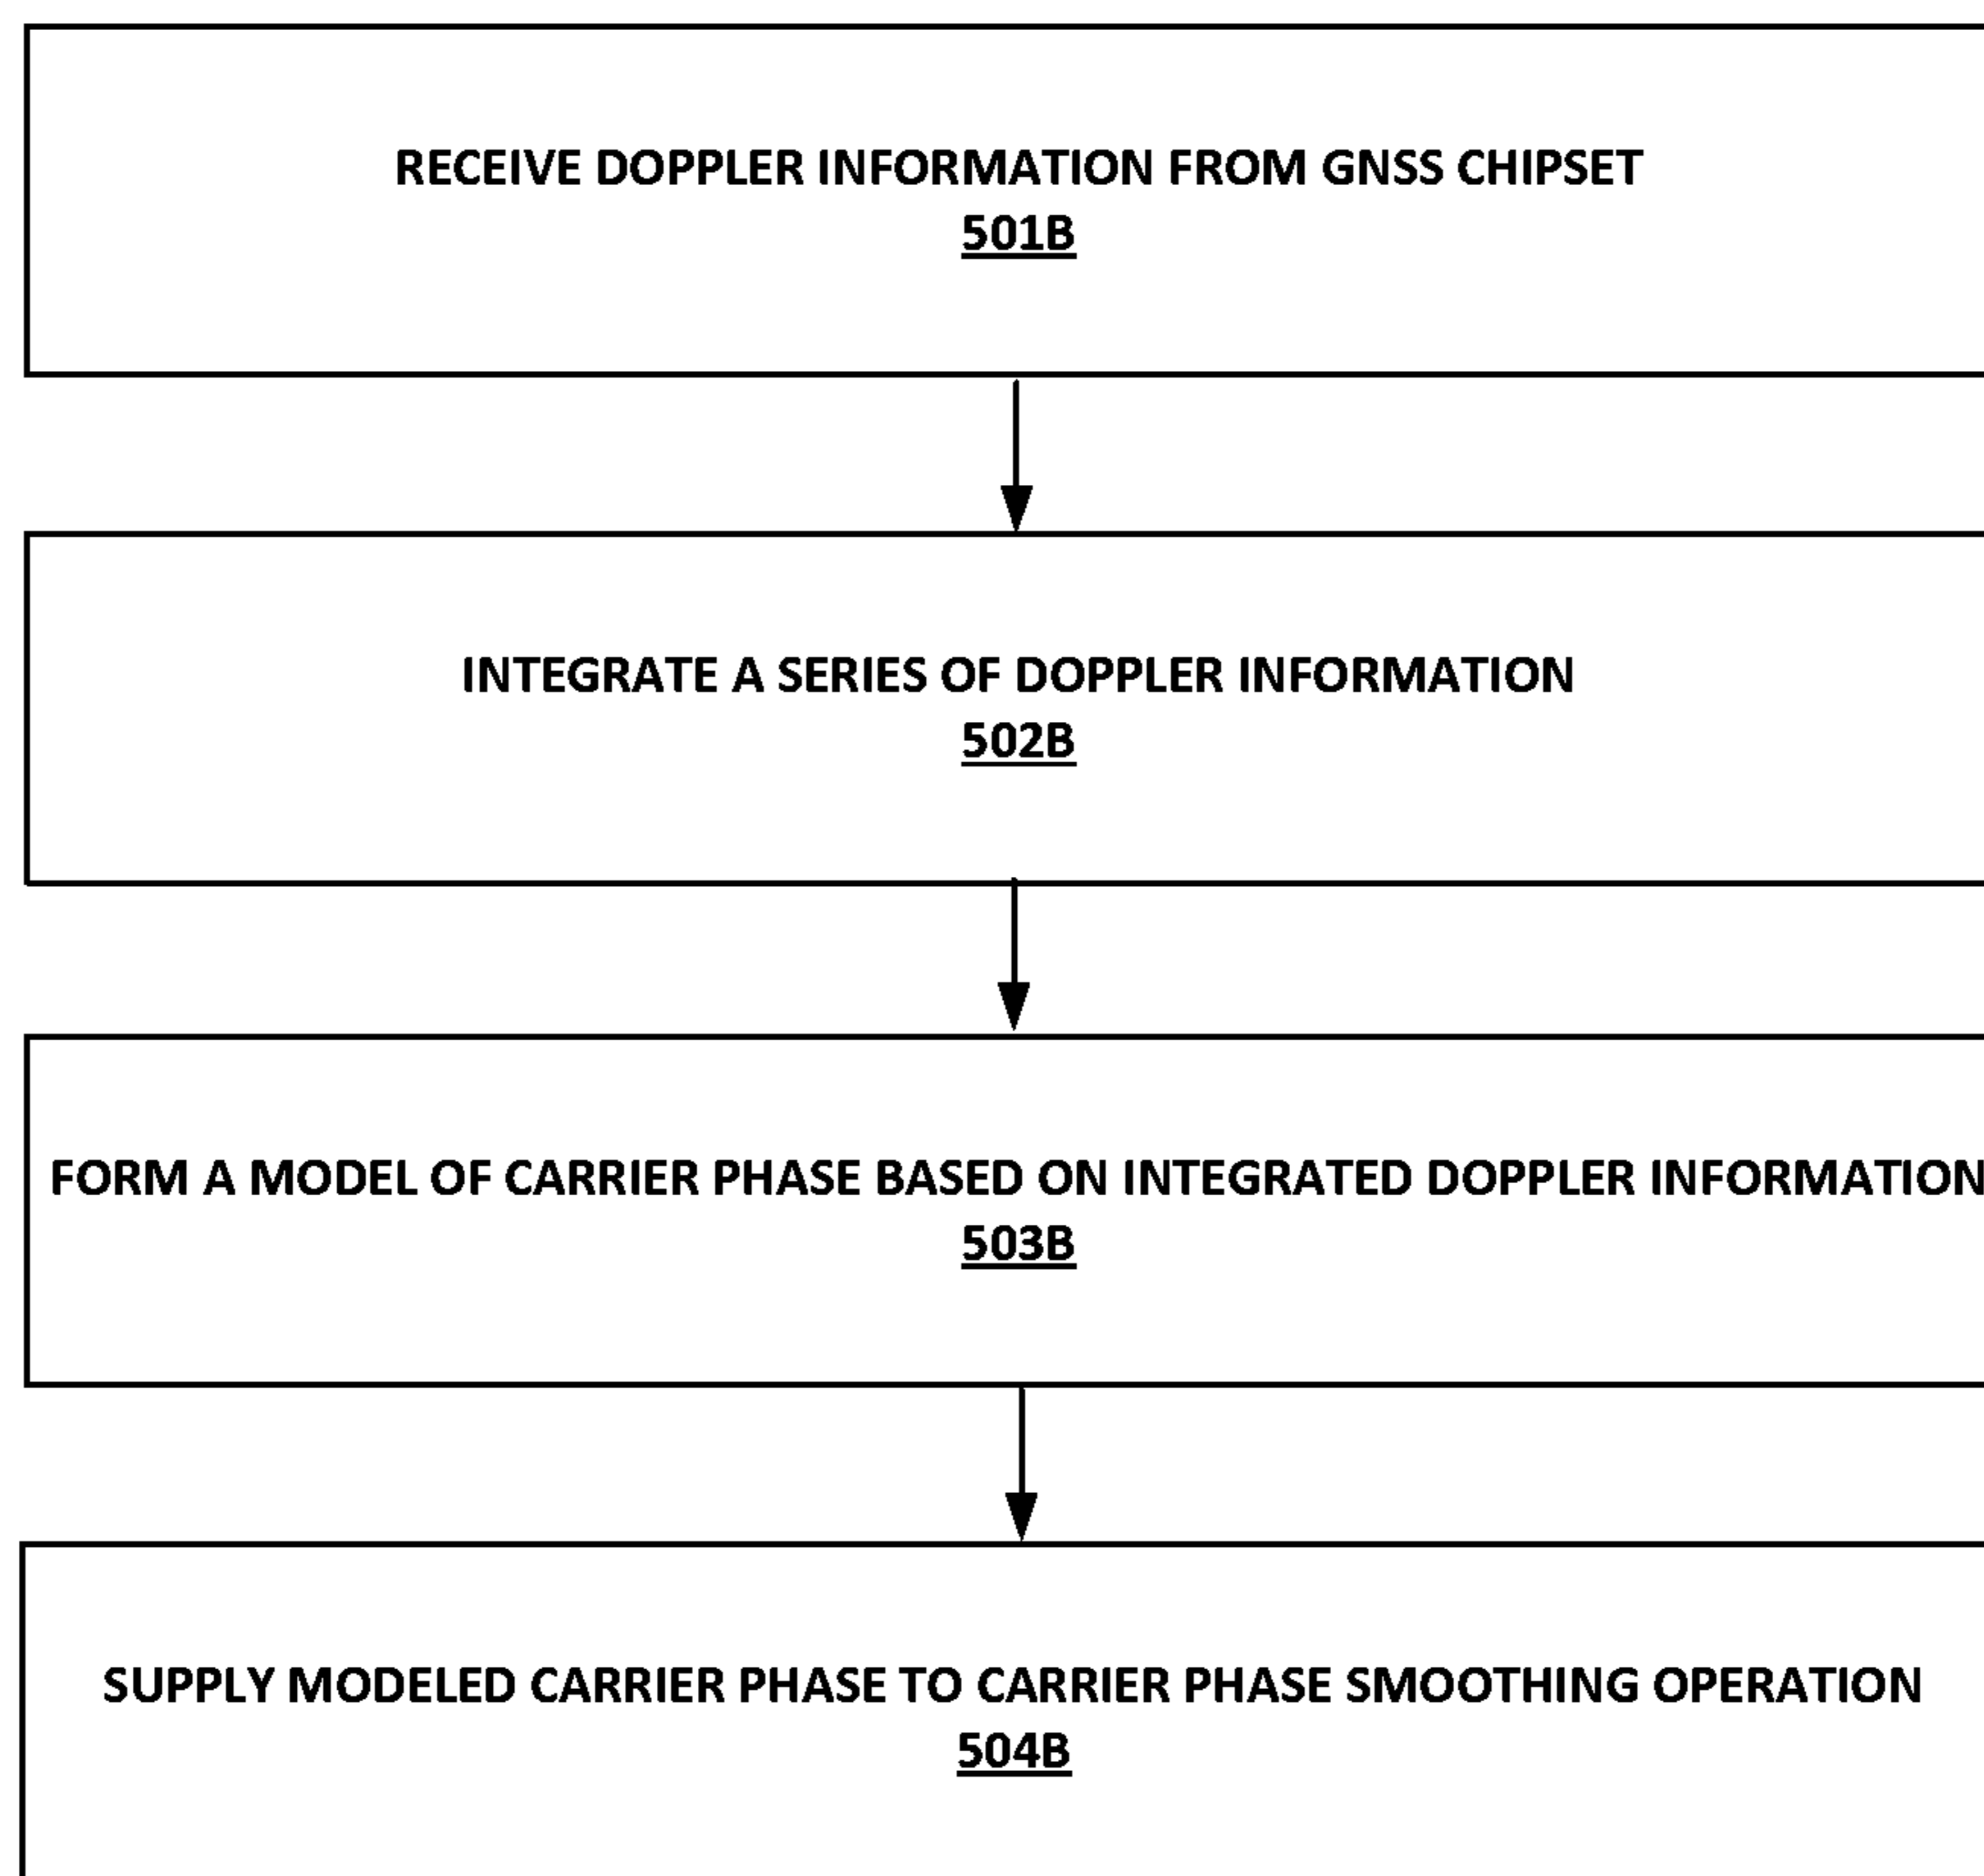 RECEIVE DOPPLER INFORMATION FROM GNSS CHIPSET
501B
INTEGRATE A SERIES OF DOPPLER INFORMATION
502B
FORM A MODEL OF CARRIER PHASE BASED ON INTEGRATED DOPPLER INFORMATION
503B
SUPPLY MODELED CARRIER PHASE TO CARRIER PHASE SMOOTHING OPERATION
504B